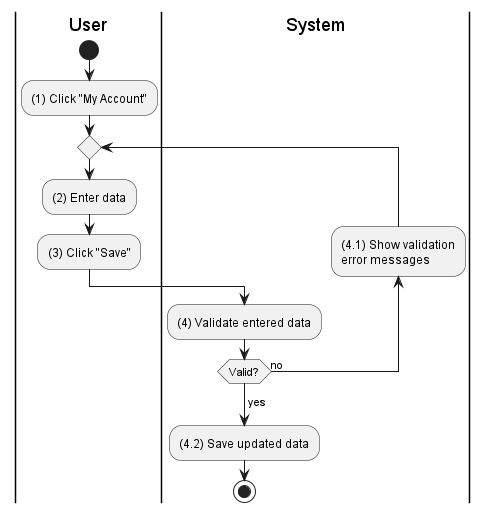 User
System
(1) Click "My Account"
(2) Enter data
(3) Click "Save"
(4.1) Show validation
error messages
(4) Validate entered data
Valid?
no
yes
(4.2) Save updated data